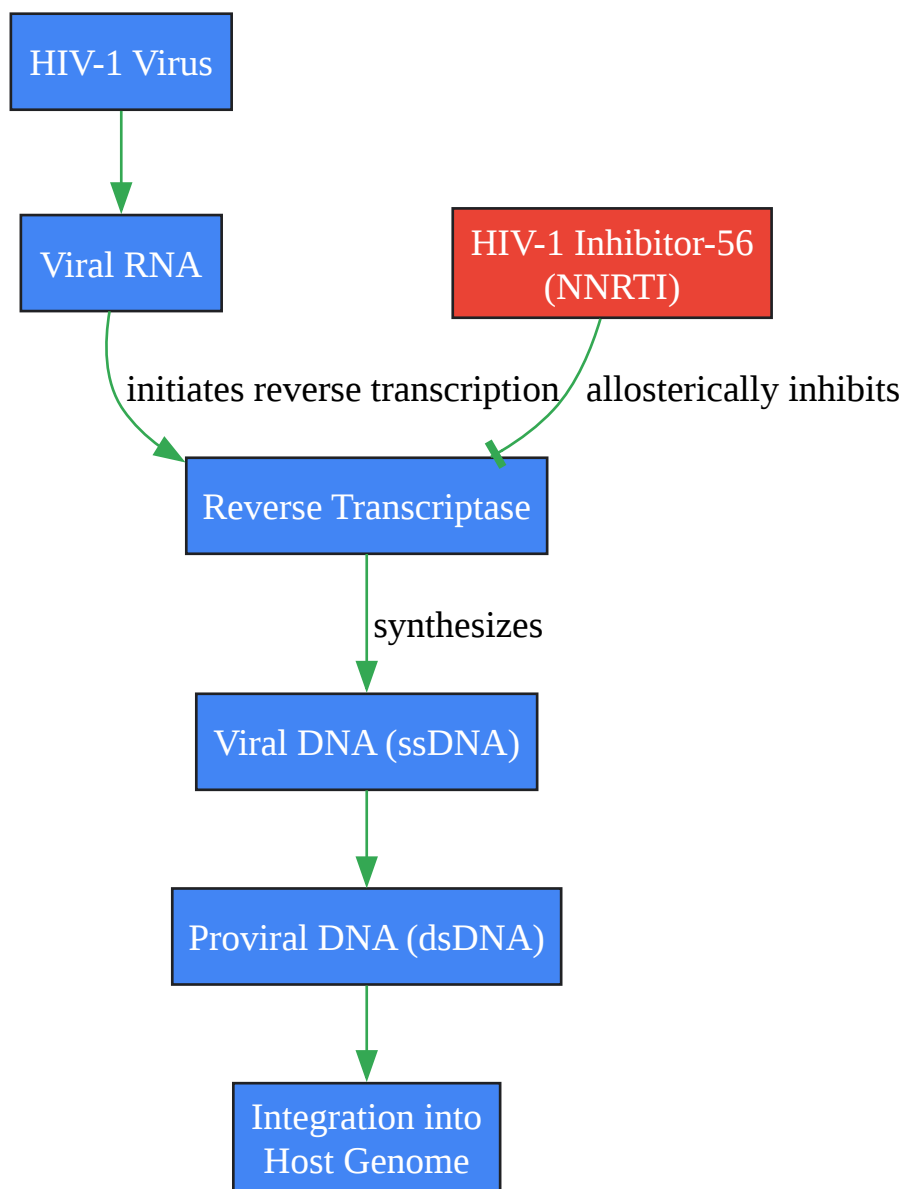 HIV-1 Virus
Viral RNA
HIV-1 Inhibitor-56
(NNRTI)
initiates reverse transcription
allosterically inhibits
Reverse Transcriptase
synthesizes
Viral DNA (ssDNA)
Proviral DNA (dsDNA)
Integration into
Host Genome